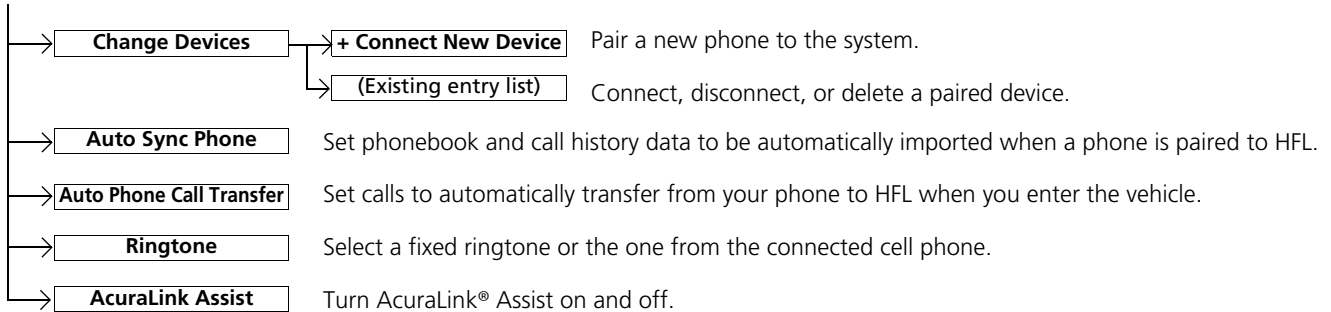 Change Devices
+ Connect New Device
Pair a new phone to the system.
(Existing entry list)
Connect, disconnect, or delete a paired device.
Auto Sync Phone
Set phonebook and call history data to be automatically imported when a phone is paired to HFL.
Auto Phone Call Transfer
Set calls to automatically transfer from your phone to HFL when you enter the vehicle.
Ringtone
Select a fixed ringtone or the one from the connected cell phone.
AcuraLink Assist
Turn AcuraLink® Assist on and off.